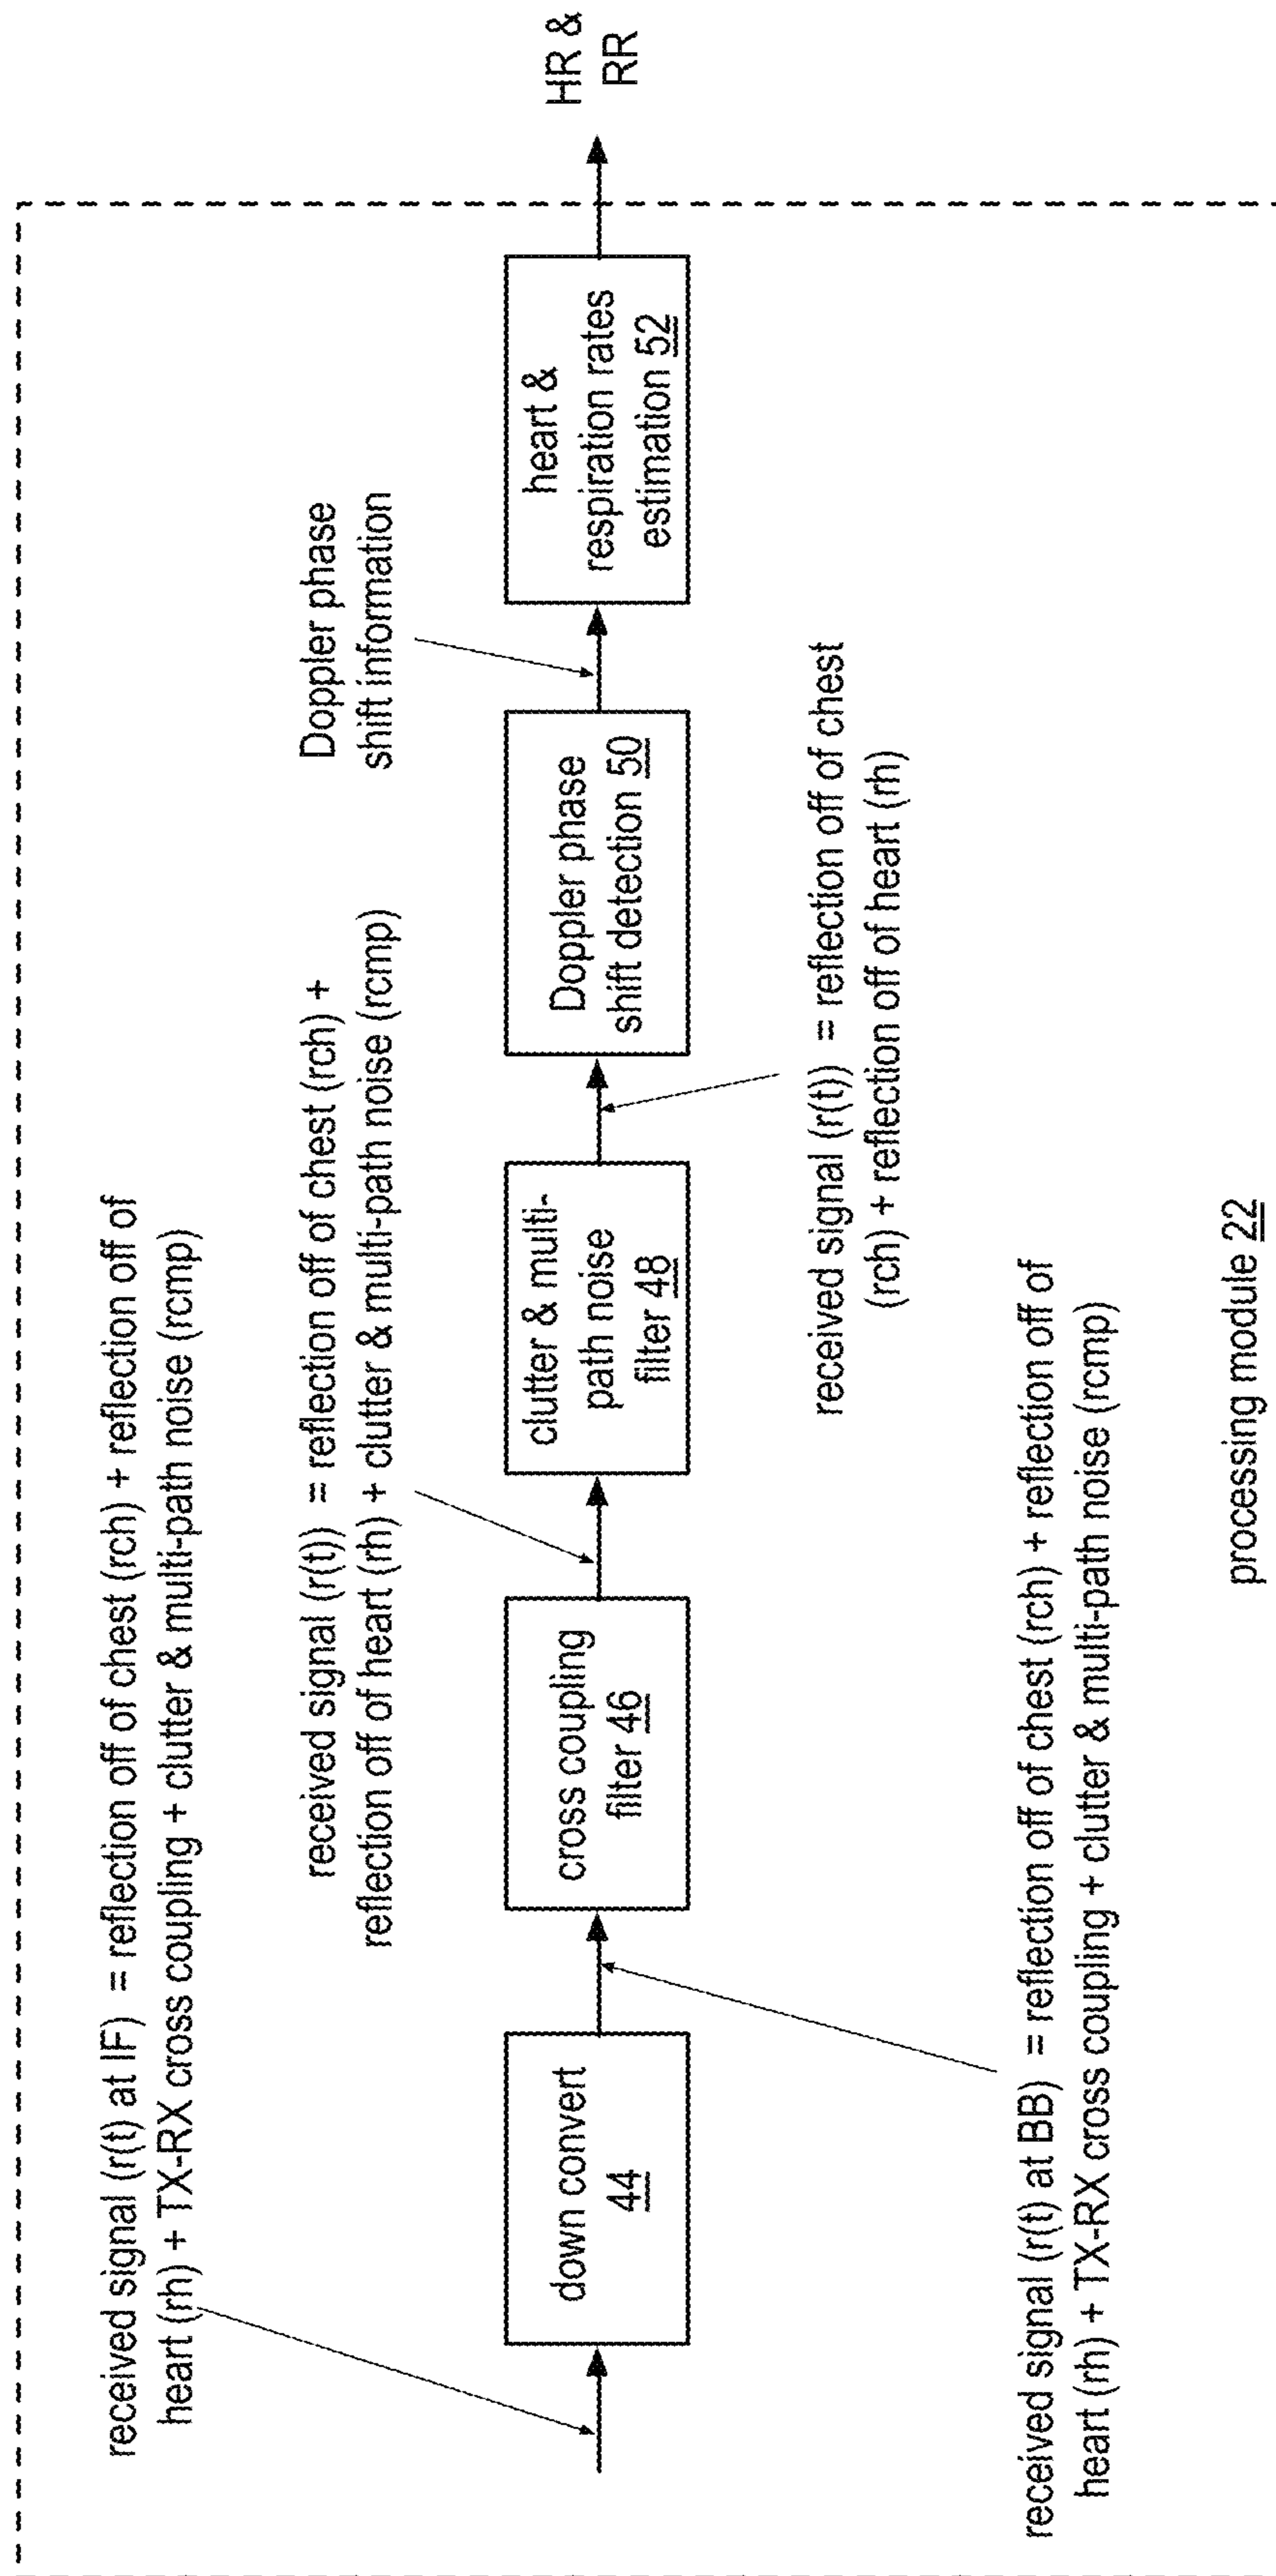 received signal (r(t) at IF) = reflection off of chest (rch) + reflection off of
heart (rh) + TX-RX cross coupling + clutter & multi-path noise (rcmp)
received signal (r(t)) = reflection off of chest (rch) +
reflection off of heart (rh) + clutter & multi-path noise (rcmp)
Doppler phase
shift information
down convert
44
cross coupling
filter 46
clutter & multi-
path noise
filter 48
Doppler phase
shift detection 50
heart &
respiration rates
estimation 52
HR &
RR
received signal (r(t)) = reflection off of chest
(rch) + reflection off of heart (rh)
received signal (r(t) at BB) = reflection off of chest (rch) + reflection off of
heart (rh) + TX-RX cross coupling + clutter & multi-path noise (rcmp)
processing module 22